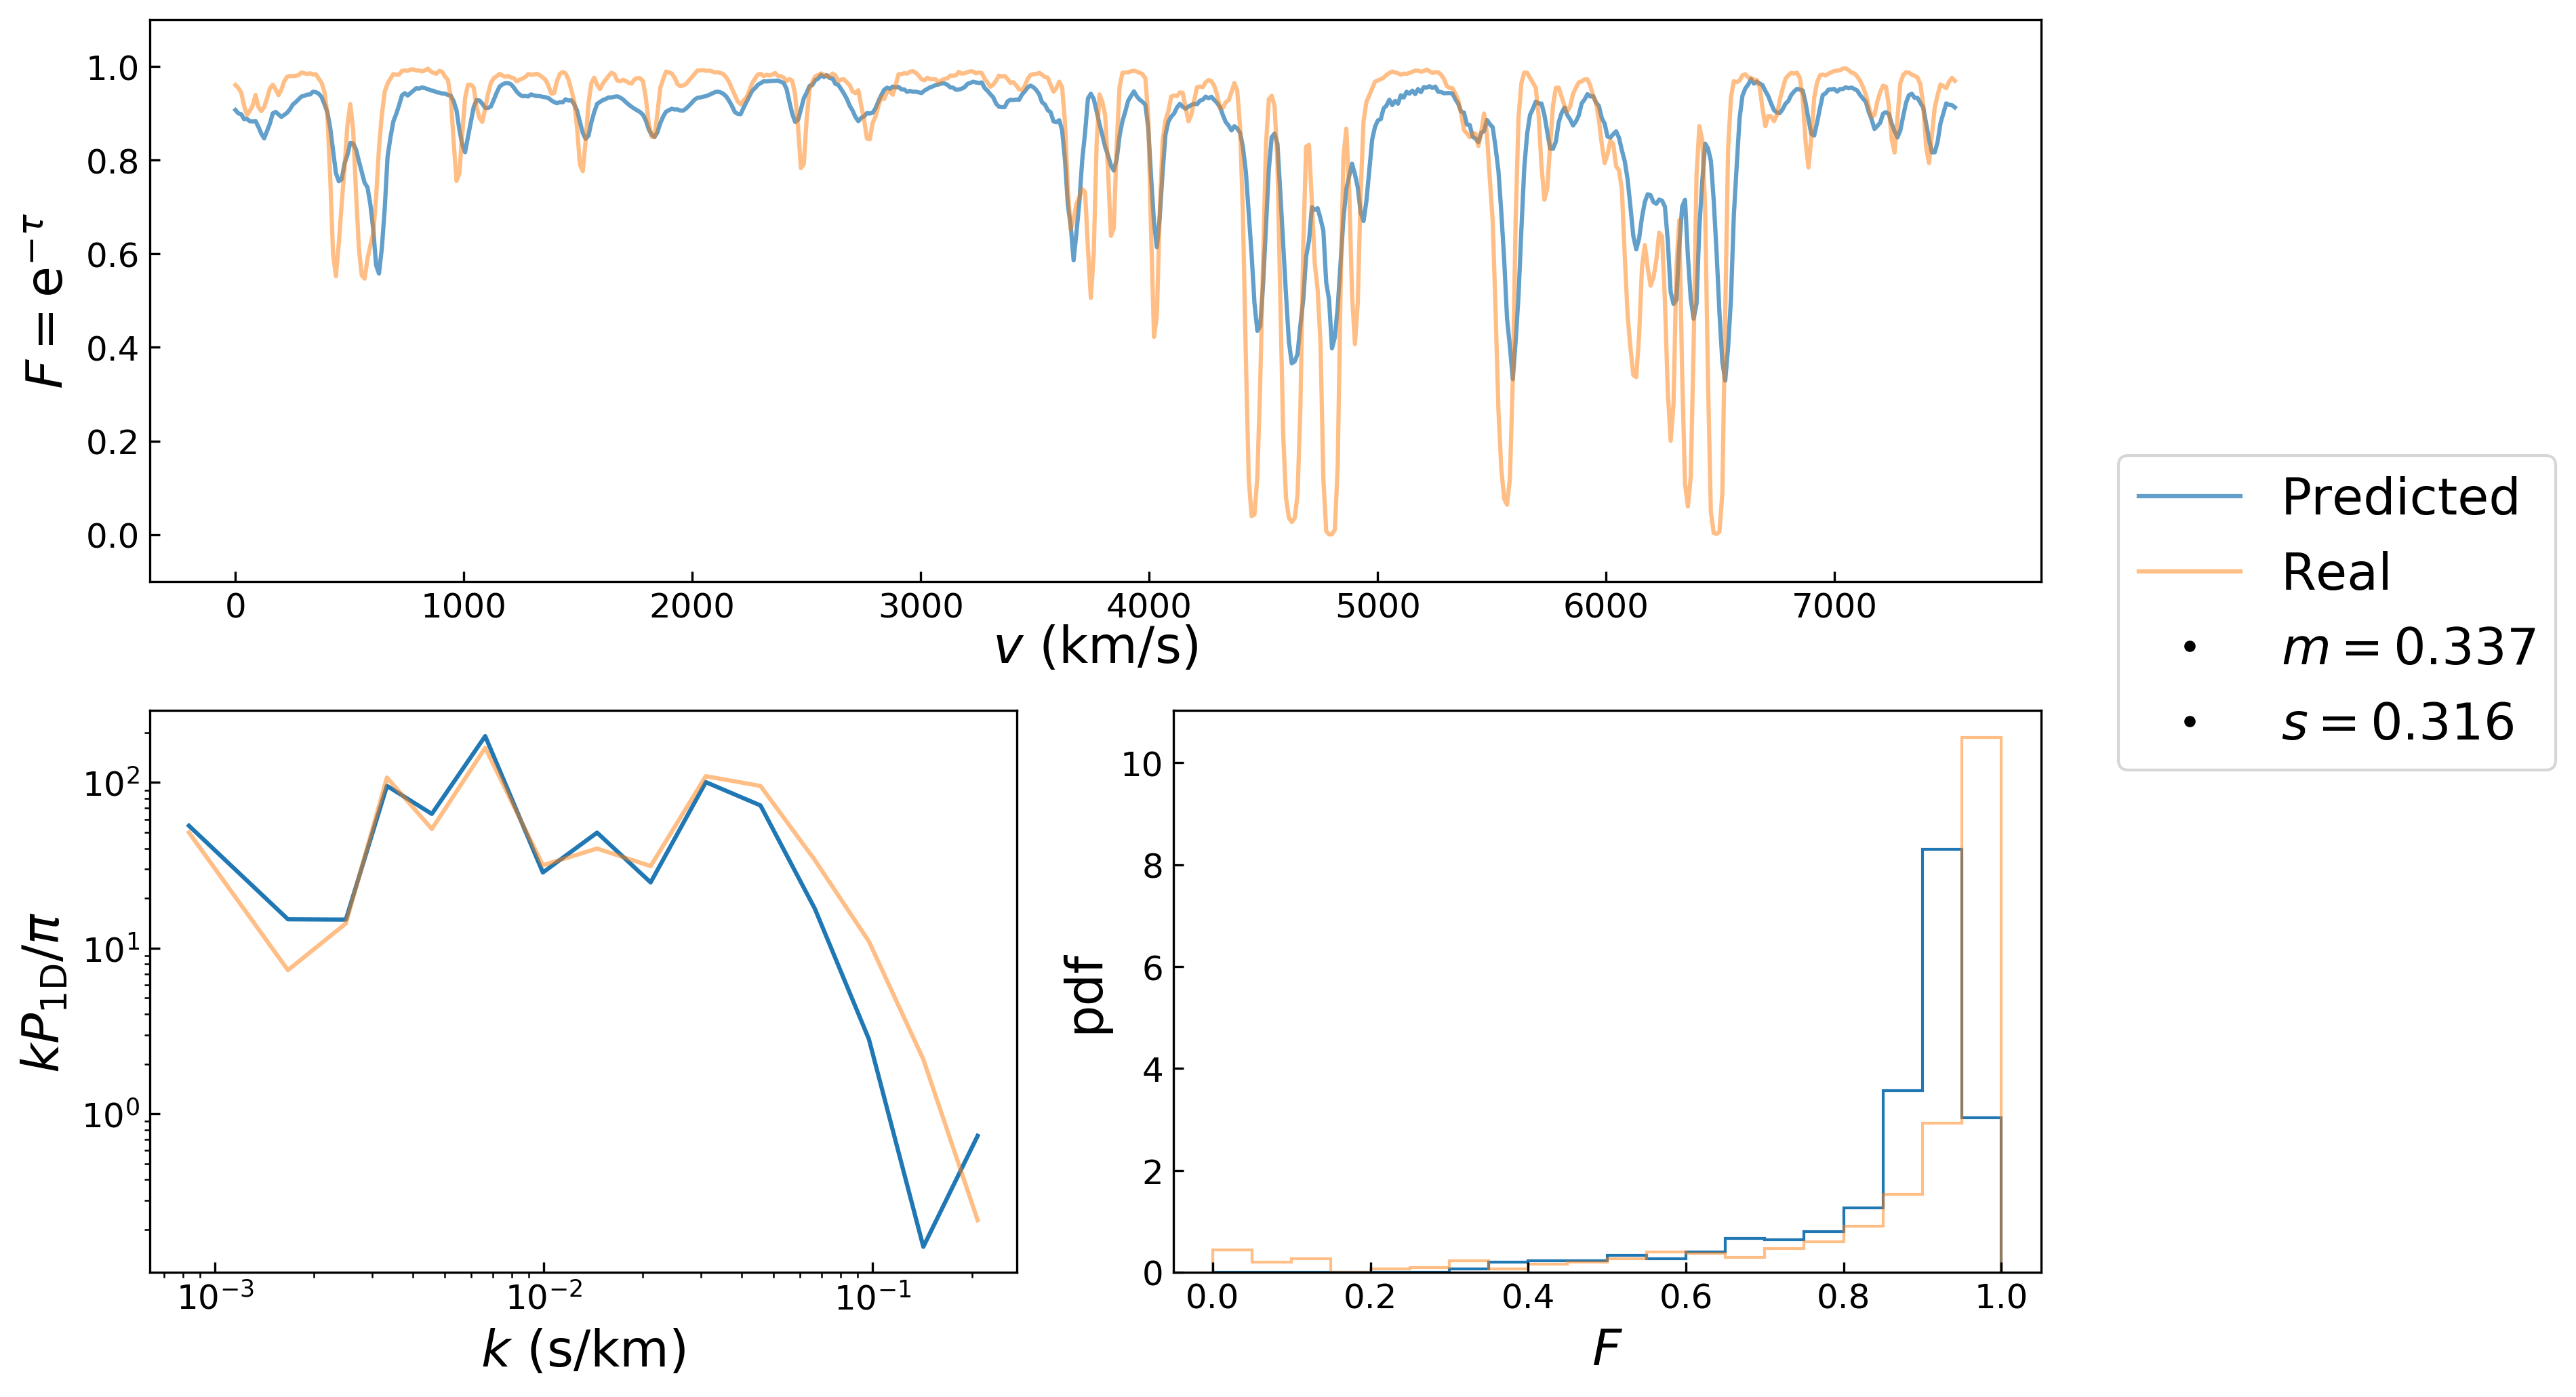 1.0
0.8
0.6
0.4
0.2
0.0
F = e^{−τ}
0 1000 2000 3000 4000 5000 6000 7000
v (km/s)
Predicted
Real
m = 0.337
s = 0.316
10^2
10^1
10^0
kP_{1D}/π
10^{−3} 10^{−2} 10^{−1}
k (s/km)
10
8
6
4
2
0
pdf
0.0 0.2 0.4 0.6 0.8 1.0
F